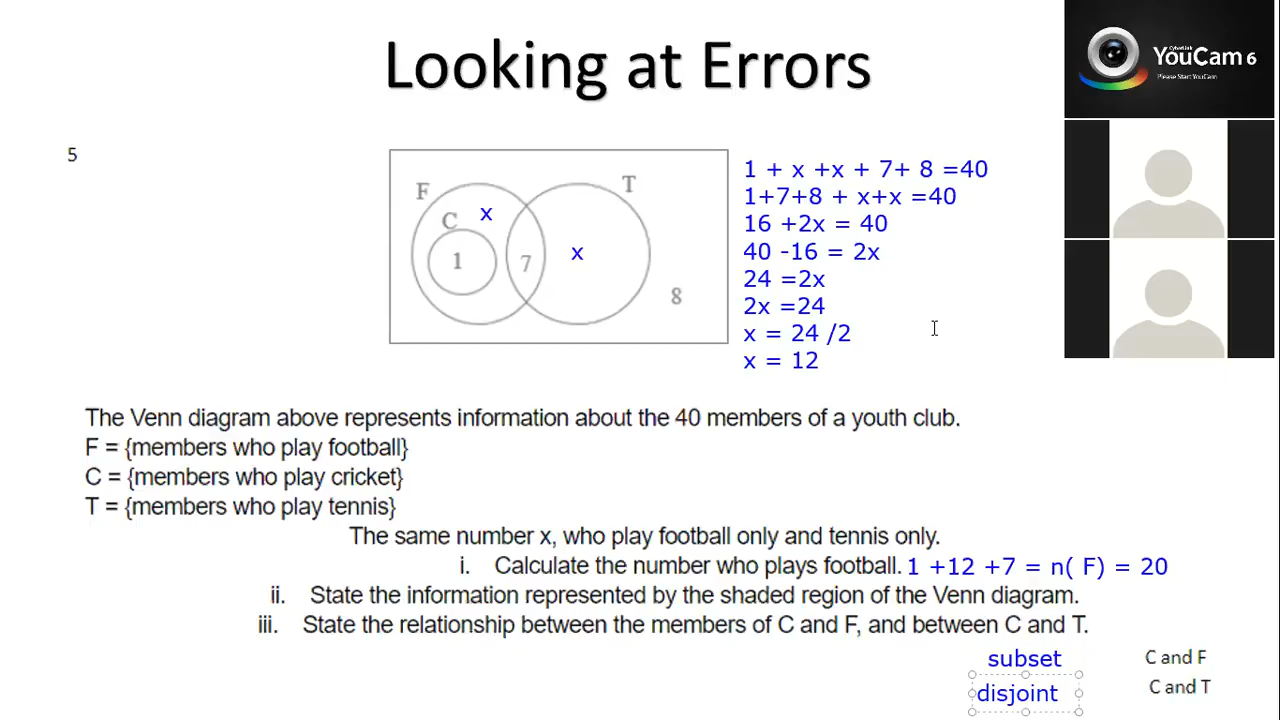 Looking at Errors
CyberLink
YouCam 6
Please Start YouCam
5
F
T
C
x
1
7
x
8
1 + x +x + 7+ 8 =40
1+7+8 + x+x =40
16 +2x = 40
40 -16 = 2x
24 =2x
2x =24
x = 24 /2
x = 12
The Venn diagram above represents information about the 40 members of a youth club.
F = {members who play football}
C = {members who play cricket}
T = {members who play tennis}
The same number x, who play football only and tennis only.
i. Calculate the number who plays football. 1 +12 +7 = n( F) = 20
ii. State the information represented by the shaded region of the Venn diagram.
iii. State the relationship between the members of C and F, and between C and T.
subset C and F
disjoint C and T